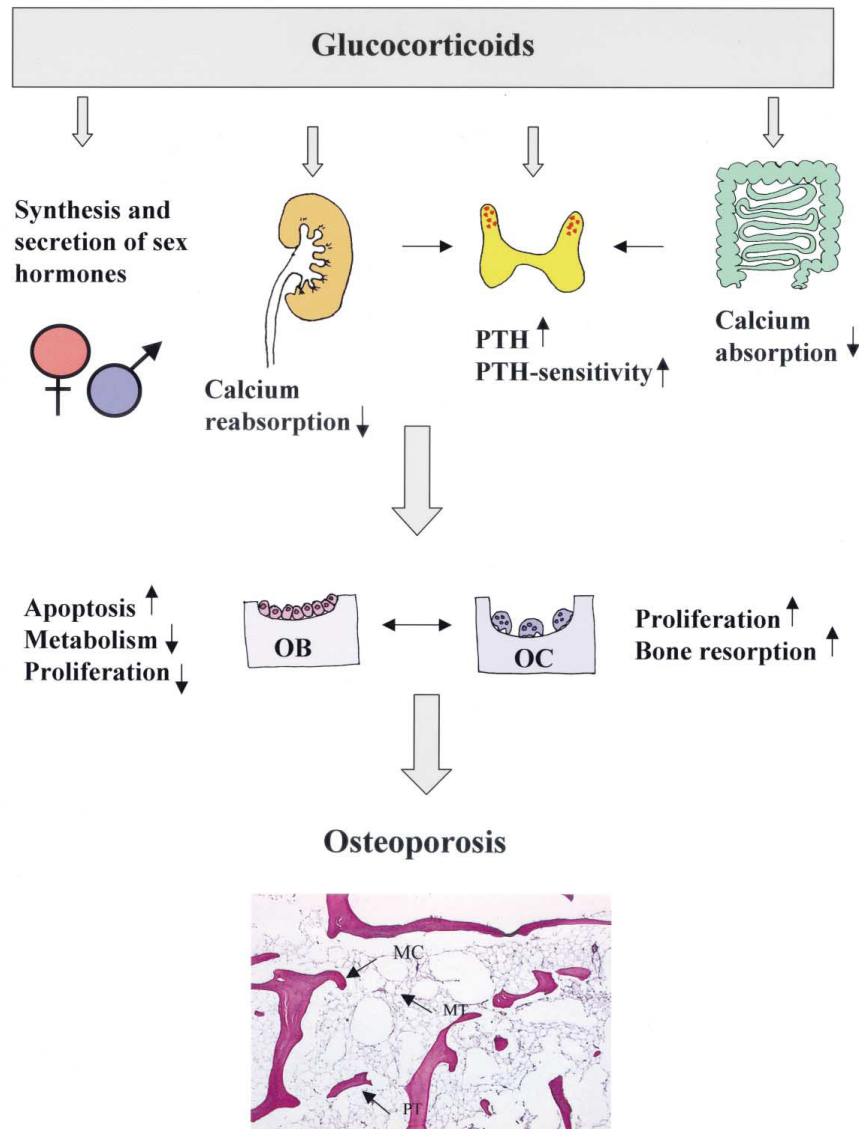 Glucocorticoids
Synthesis and
secretion of sex
hormones
Calcium
reabsorption ↓
PTH ↑
PTH-sensitivity ↑
Calcium
absorption ↓
Apoptosis ↑
Metabolism ↓
Proliferation ↓
OB
OC
Proliferation ↑
Bone resorption ↑
Osteoporosis
MC
MT
PT